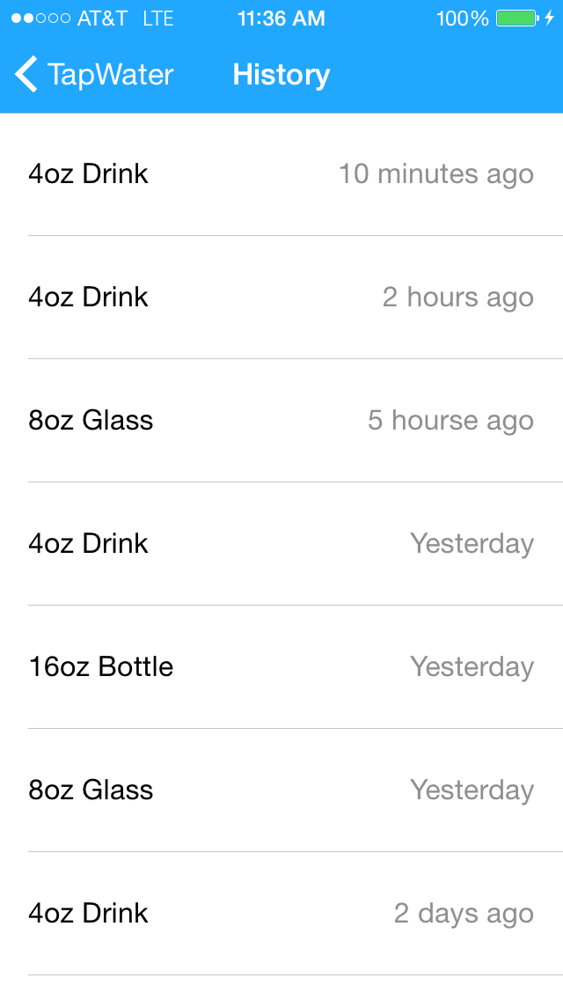 AT&T LTE 11:36 AM 100%
TapWater History
4oz Drink 10 minutes ago
4oz Drink 2 hours ago
8oz Glass 5 hourse ago
4oz Drink Yesterday
16oz Bottle Yesterday
8oz Glass Yesterday
4oz Drink 2 days ago